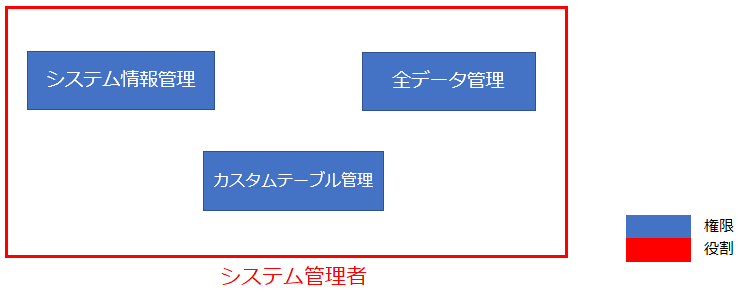 システム情報管理
全データ管理
カスタムテーブル管理
システム管理者
権限
役割